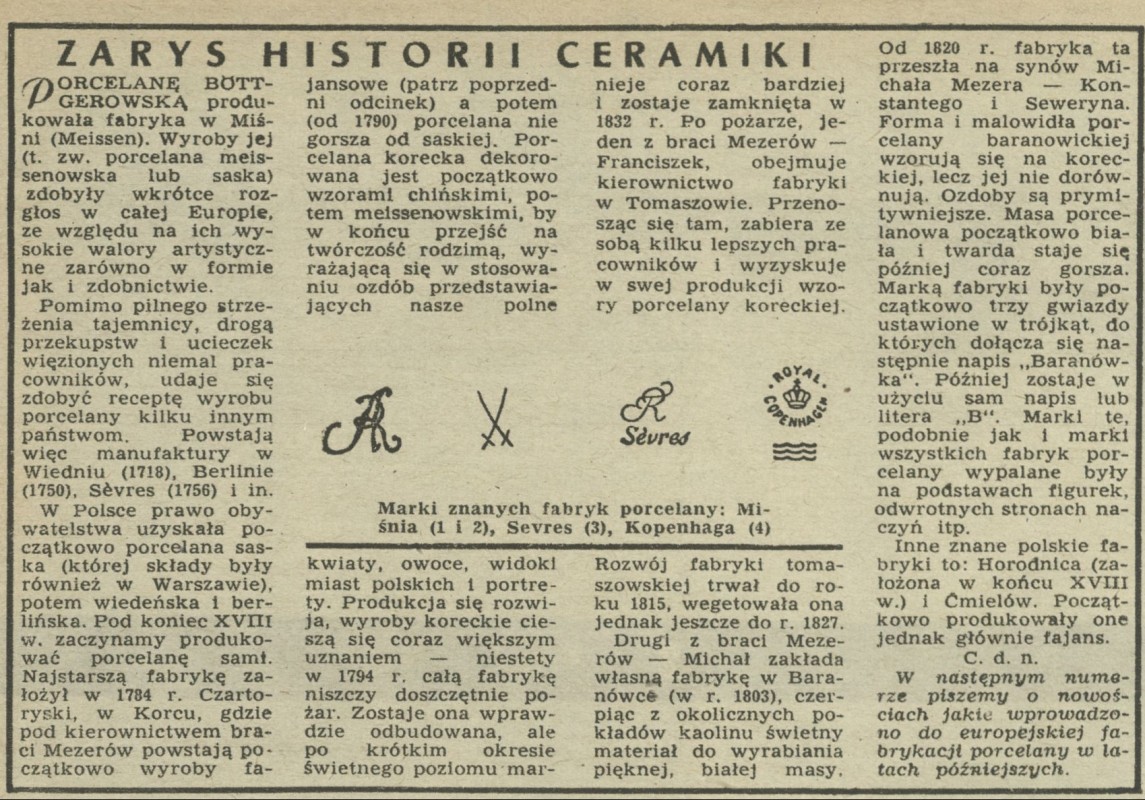 ZARYS HISTORII CERAMIKI
PORCELANĘ BÖTT-
GEROWSKĄ produ-
kowała fabryka w Miś-
ni (Meissen). Wyroby jej
(t. zw. porcelana meis-
senowska lub saska)
zdobyły wkrótce roz-
głos w całej Europie,
ze względu na ich wy-
sokie walory artystycz-
ne zarówno w formie
jak i zdobnictwie.
Pomimo pilnego strze-
żenia tajemnicy, drogą
przekupstw i ucieczek
więzionych niemal pra-
cowników, udaje się
zdobyć receptę wyrobu
porcelany kilku innym
państwom. Powstają
więc manufaktury w
Wiedniu (1718), Berlinie
(1750), Sèvres (1756) i in.
W Polsce prawo oby-
watelstwa uzyskała po-
czątkowo porcelana sas-
ka (której składy były
również w Warszawie),
potem wiedeńska i ber-
lińska. Pod koniec XVIII
w. zaczynamy produko-
wać porcelanę sami.
Najstarszą fabrykę za-
łożył w 1784 r. Czarto-
ryski, w Korcu, gdzie
pod kierownictwem bra-
ci Mezerów powstają po-
czątkowo wyroby fa-
jansowe (patrz poprzed-
ni odcinek) a potem
(od 1790) porcelana nie
gorsza od saskiej. Por-
celana korecka dekoro-
wana jest początkowo
wzorami chińskimi, po-
tem meissenowskimi, by
w końcu przejść na
twórczość rodzimą, wy-
rażającą się w stosowa-
niu ozdób przedstawia-
jących nasze polne
kwiaty, owoce, widoki
miast polskich i portre-
ty. Produkcja się rozwi-
ja, wyroby koreckie cie-
szą się coraz większym
uznaniem — niestety
w 1794 r. całą fabrykę
niszczy doszczętnie po-
żar. Zostaje ona wpraw-
dzie odbudowana, ale
po krótkim okresie
świetnego poziomu mar-
nieje coraz bardziej
i zostaje zamknięta w
1832 r. Po pożarze, je-
den z braci Mezerów —
Franciszek, obejmuje
kierownictwo fabryki
w Tomaszowie. Przeno-
sząc się tam, zabiera ze
sobą kilku lepszych pra-
cowników i wyzyskuje
w swej produkcji wzo-
ry porcelany koreckiej.
Sèvres
ROYAL
COPENHAGEN
Marki znanych fabryk porcelany: Mi-
śnia (1 i 2), Sevres (3), Kopenhaga (4)
Rozwój fabryki toma-
szowskiej trwał do ro-
ku 1815, wegetowała ona
jednak jeszcze do r. 1827.
Drugi z braci Meze-
rów — Michał zakłada
własną fabrykę w Bara-
nówce (w r. 1803), czer-
piąc z okolicznych po-
kładów kaolinu świetny
materiał do wyrabiania
pięknej, białej masy.
Od 1820 r. fabryka ta
przeszła na synów Mi-
chała Mezera — Kon-
stantego i Seweryna.
Forma i malowidła por-
celany baranowickiej
wzorują się na korec-
kiej, lecz jej nie dorów-
nują. Ozdoby są prymi-
tywniejsze. Masa porce-
lanowa początkowo bia-
ła i twarda staje się
później coraz gorsza.
Marką fabryki były po-
czątkowo trzy gwiazdy
ustawione w trójkąt, do
których dołącza się na-
stępnie napis „Baranów-
ka“. Później zostaje w
użyciu sam napis lub
litera „B“. Marki te,
podobnie jak i marki
wszystkich fabryk por-
celany wypalane były
na podstawach figurek,
odwrotnych stronach na-
czyń itp.
Inne znane polskie fa-
bryki to: Horodnica (za-
łożona w końcu XVIII
w.) i Ćmielów. Począt-
kowo produkowały one
jednak głównie fajans.
C. d. n.
W następnym nume-
rze piszemy o nowoś-
ciach jakie wprowadzo-
no do europejskiej fa-
brykacji porcelany w la-
tach późniejszych.